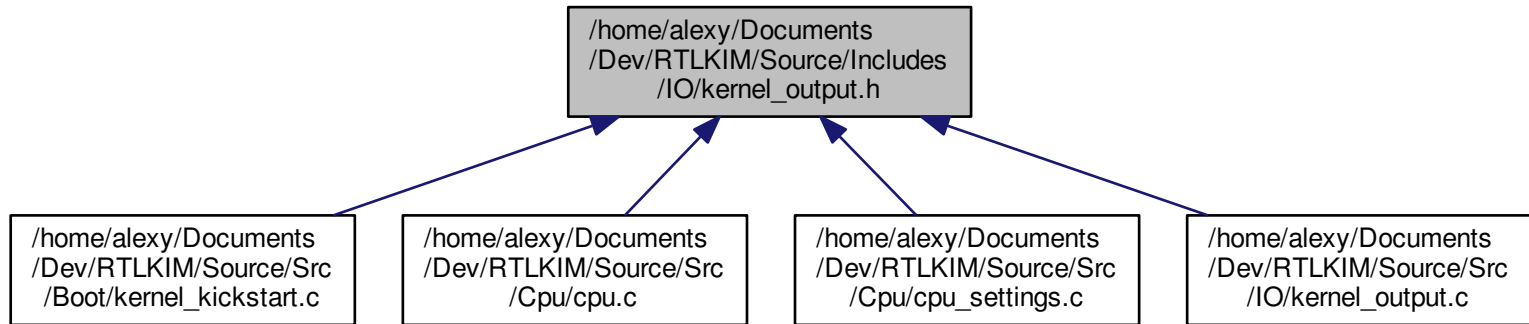 /home/alexy/Documents
/Dev/RTLKIM/Source/Includes
/IO/kernel_output.h
/home/alexy/Documents
/Dev/RTLKIM/Source/Src
/Boot/kernel_kickstart.c
/home/alexy/Documents
/Dev/RTLKIM/Source/Src
/Cpu/cpu.c
/home/alexy/Documents
/Dev/RTLKIM/Source/Src
/Cpu/cpu_settings.c
/home/alexy/Documents
/Dev/RTLKIM/Source/Src
/IO/kernel_output.c